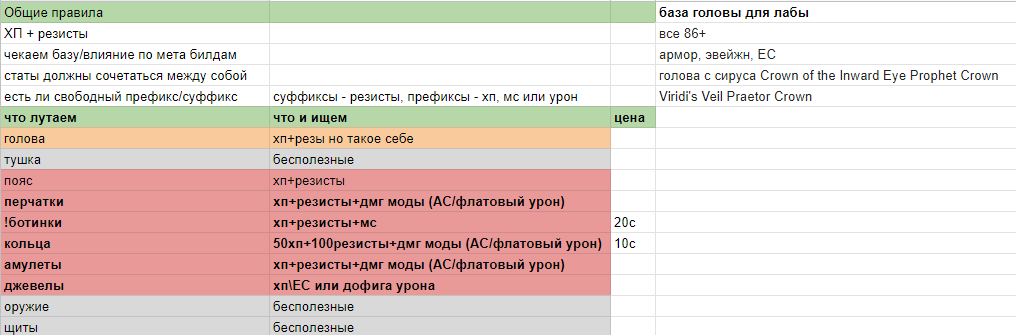 Общие правила база головы для лабы
ХП + резисты все 86+
чекаем базу/влияние по мета билдам армор, эвейжн, ЕС
статы должны сочетаться между собой голова с сируса Crown of the Inward Eye Prophet Crown
есть ли свободный префикс/суффикс суффиксы - резисты, префиксы - хп, мс или урон Viridi's Veil Praetor Crown
что лутаем что и ищем цена
голова хп+резы но такое себе
тушка бесполезные
пояс хп+резисты
перчатки хп+резисты+дмг моды (АС/флатовый урон)
!ботинки хп+резисты+мс 20с
кольца 50хп+100резисты+дмг моды (АС/флатовый урон) 10с
амулеты хп+резисты+дмг моды (АС/флатовый урон)
джевелы хп\ЕС или дофига урона
оружие бесполезные
щиты бесполезные